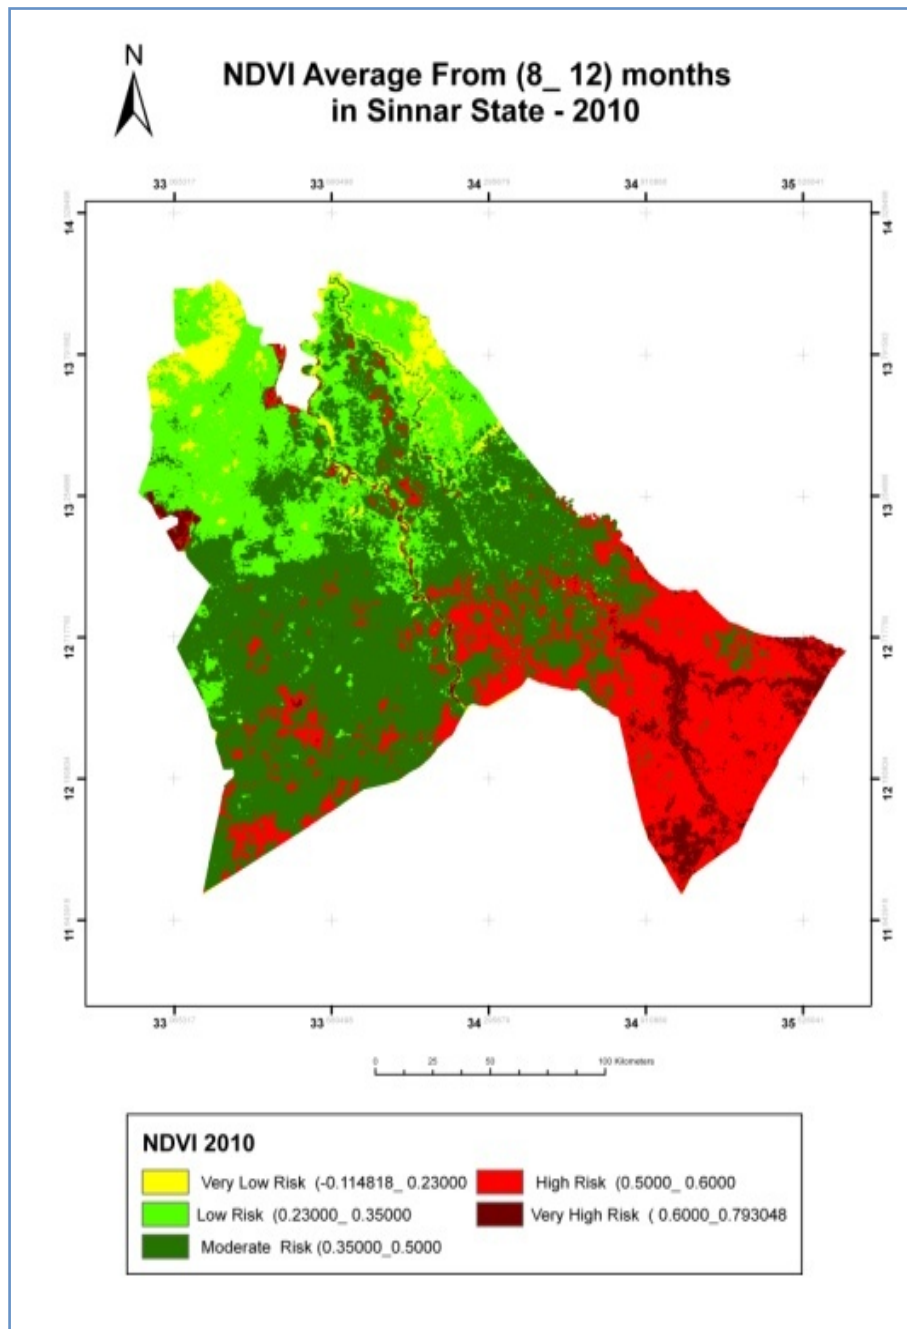 N
NDVI Average From (8_ 12) months
in Sinnar State - 2010
33 33 34 34 35
14 14
13 13
13 13
12 12
12 12
11 11
33 33 34 34 35
0 25 50 100 Kilometers
NDVI 2010
Very Low Risk (-0.114818_ 0.23000
High Risk (0.5000_ 0.6000
Low Risk (0.23000_ 0.35000
Very High Risk ( 0.6000_0.793048
Moderate Risk (0.35000_0.5000